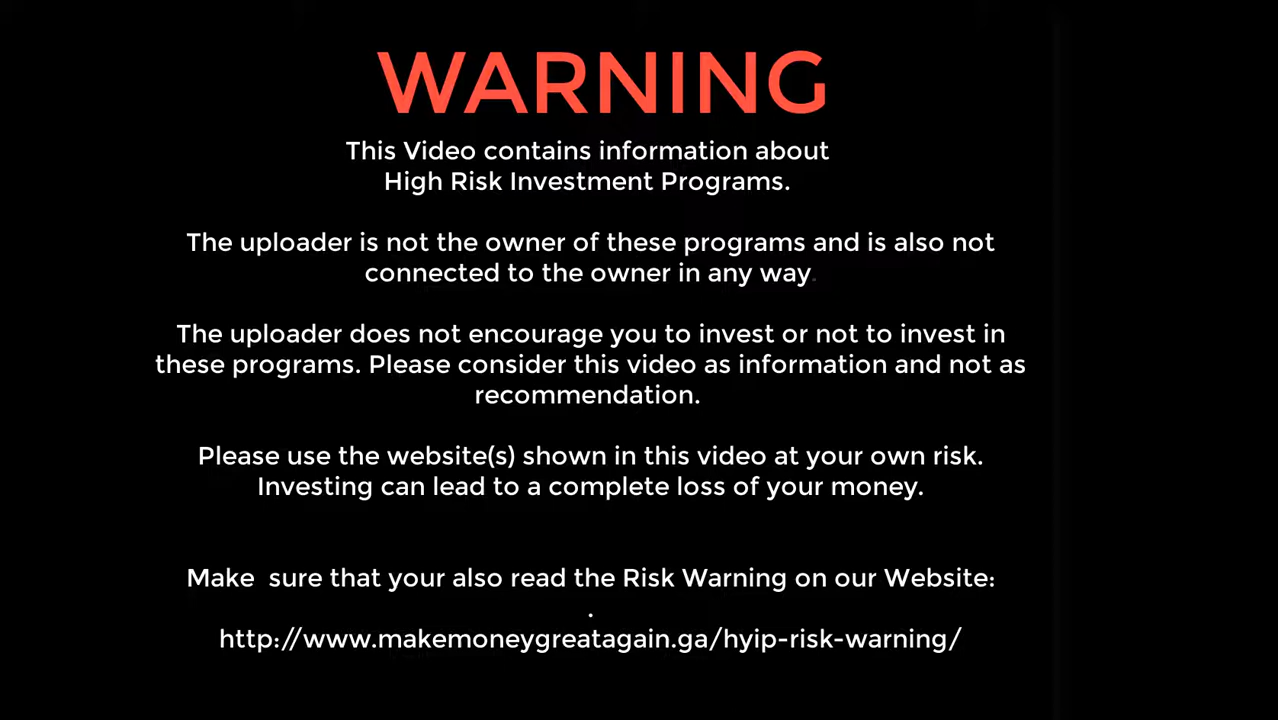 WARNING
This Video contains information about
High Risk Investment Programs.
The uploader is not the owner of these programs and is also not
connected to the owner in any way.
The uploader does not encourage you to invest or not to invest in
these programs. Please consider this video as information and not as
recommendation.
Please use the website(s) shown in this video at your own risk.
Investing can lead to a complete loss of your money.
Make  sure that your also read the Risk Warning on our Website:
.
http://www.makemoneygreatagain.ga/hyip-risk-warning/